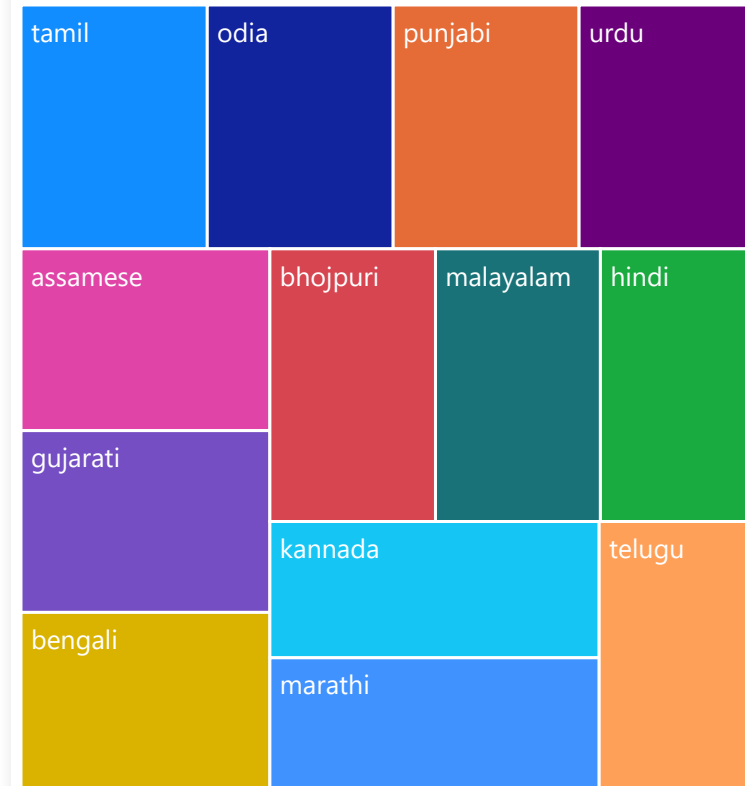 tamil
odia
punjabi
urdu
assamese
bhojpuri
malayalam
hindi
gujarati
kannada
telugu
bengali
marathi